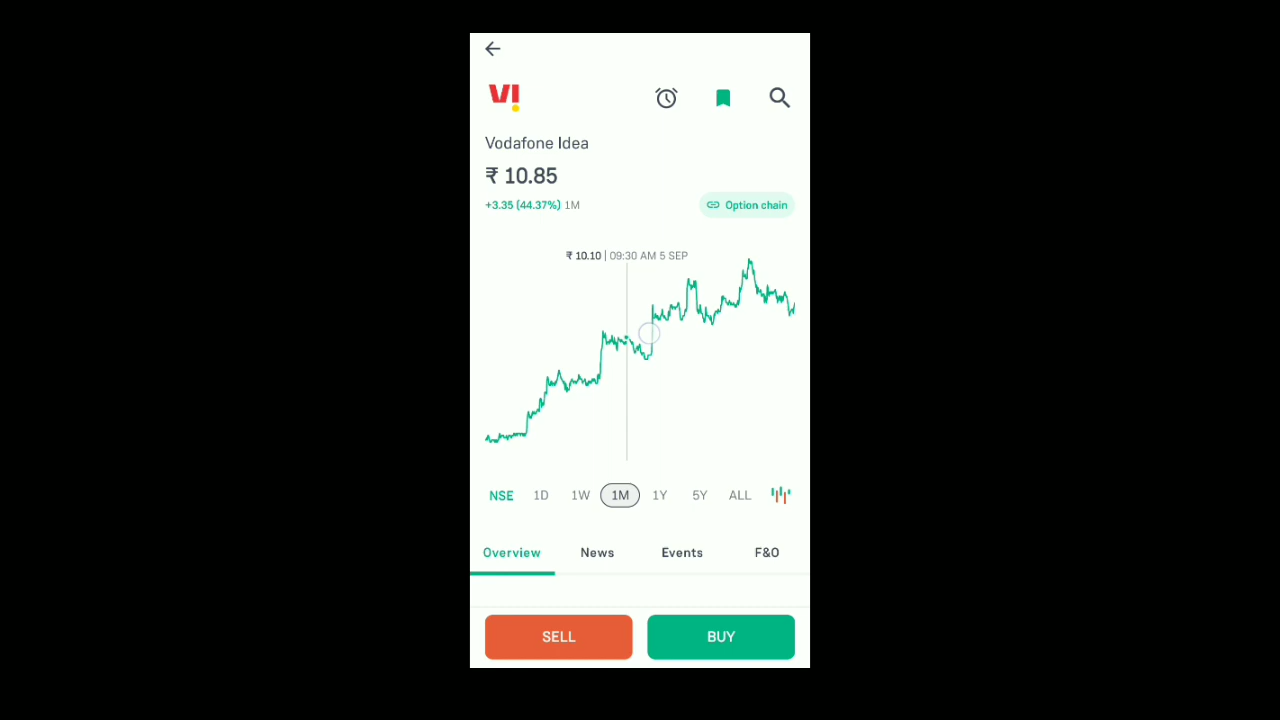 VI
Vodafone Idea
₹ 10.85
+3.35 (44.37%) 1M
Option chain
₹ 10.10 | 09:30 AM 5 SEP
NSE 1D 1W 1M 1Y 5Y ALL
Overview News Events F&O
SELL BUY